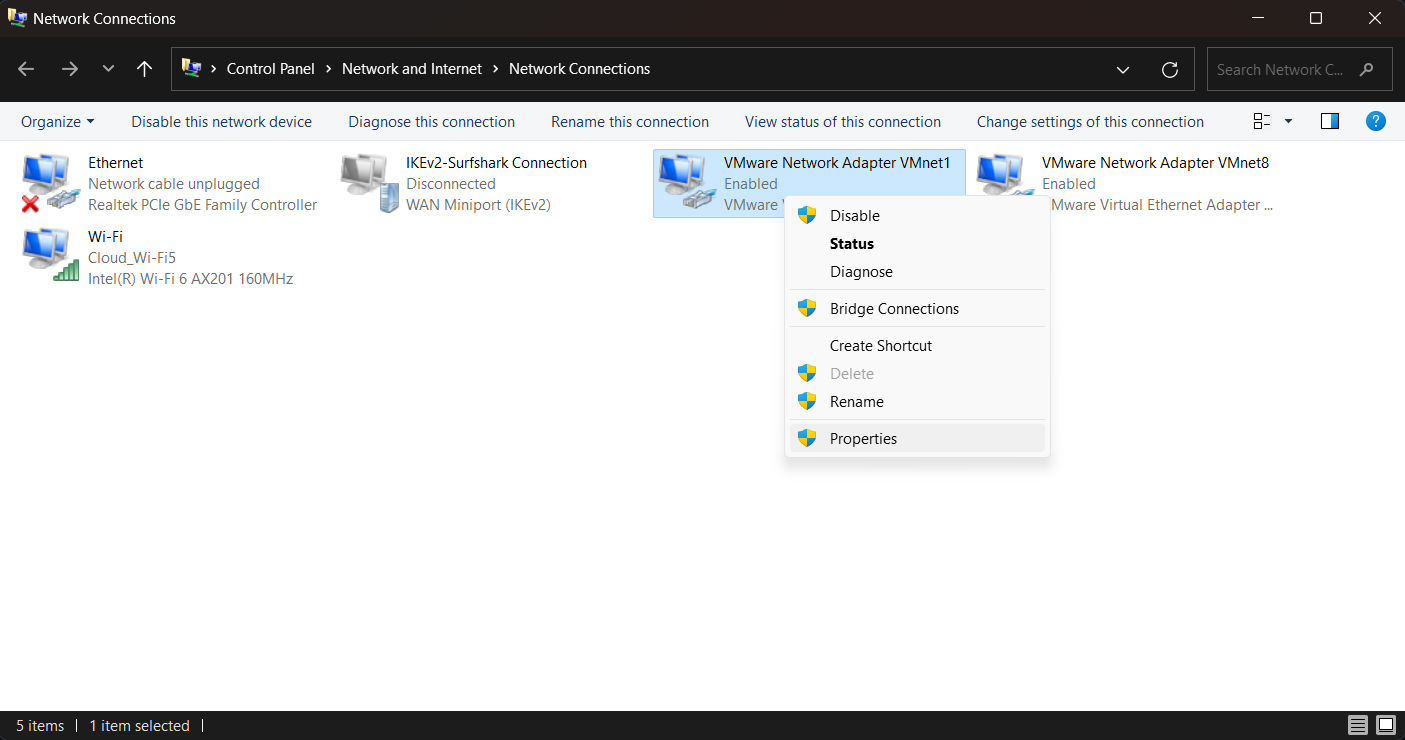 Network Connections
Control Panel > Network and Internet > Network Connections
Search Network C...
Organize Disable this network device Diagnose this connection Rename this connection View status of this connection Change settings of this connection
Ethernet
Network cable unplugged
Realtek PCIe GbE Family Controller
IKEv2-Surfshark Connection
Disconnected
WAN Miniport (IKEv2)
VMware Network Adapter VMnet1
Enabled
VMware
VMware Network Adapter VMnet8
Enabled
Mware Virtual Ethernet Adapter ...
Wi-Fi
Cloud_Wi-Fi5
Intel(R) Wi-Fi 6 AX201 160MHz
Disable
Status
Diagnose
Bridge Connections
Create Shortcut
Delete
Rename
Properties
5 items | 1 item selected |